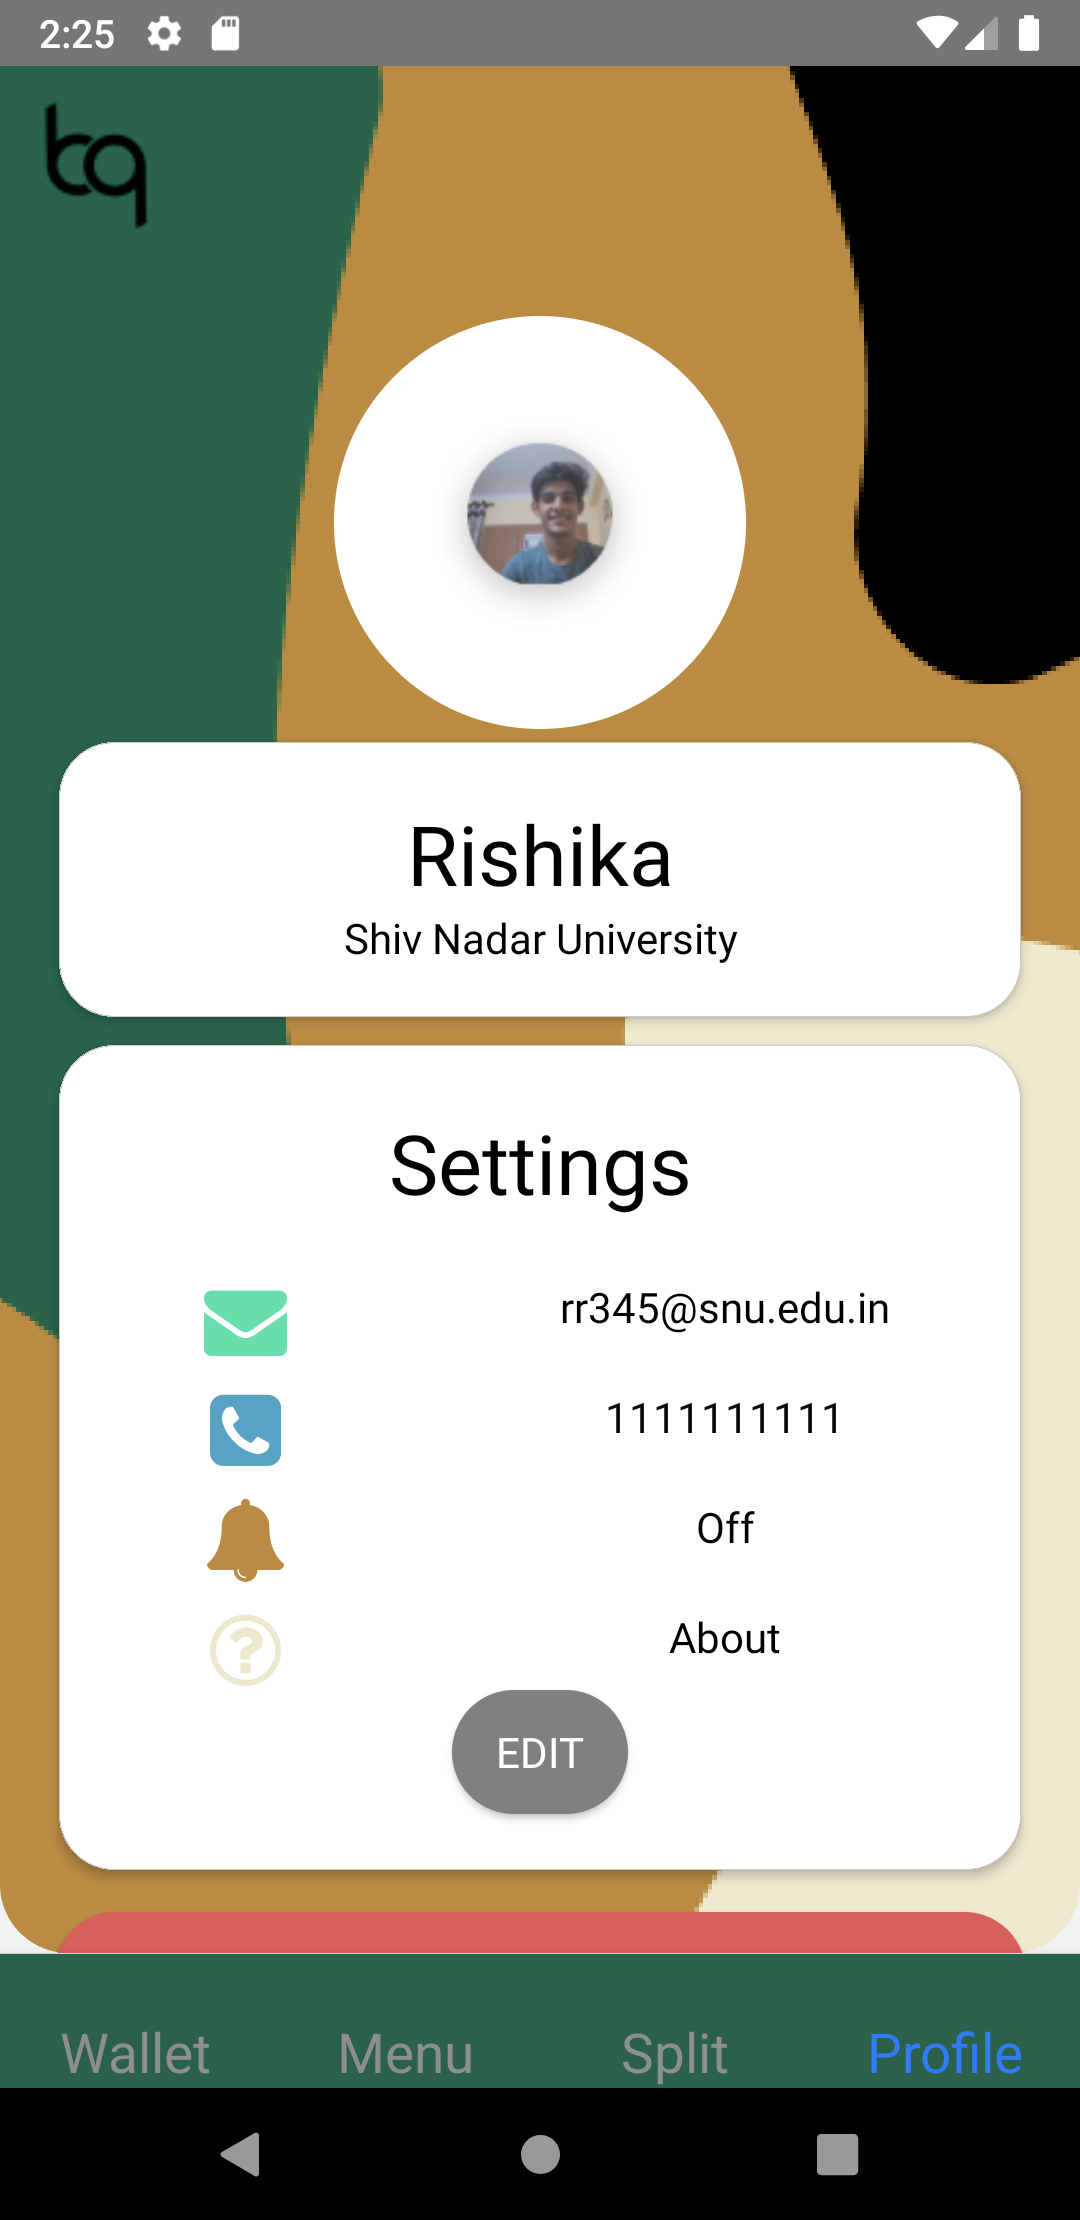 2:25
tq
Rishika
Shiv Nadar University
Settings
rr345@snu.edu.in
1111111111
Off
About
EDIT
Wallet Menu Split Profile